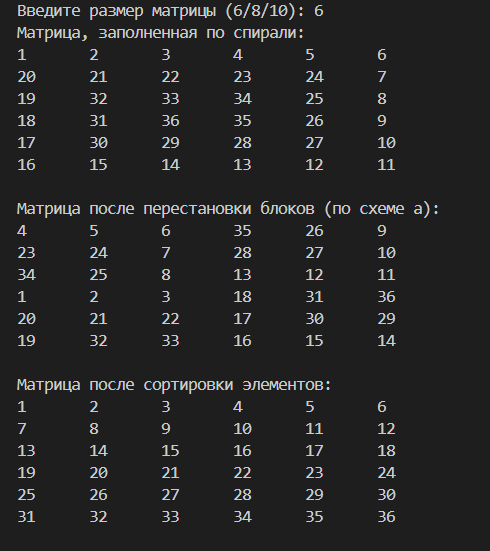 Введите размер матрицы (6/8/10): 6
Матрица, заполненная по спирали:
1 2 3 4 5 6
20 21 22 23 24 7
19 32 33 34 25 8
18 31 36 35 26 9
17 30 29 28 27 10
16 15 14 13 12 11
Матрица после перестановки блоков (по схеме а):
4 5 6 35 26 9
23 24 7 28 27 10
34 25 8 13 12 11
1 2 3 18 31 36
20 21 22 17 30 29
19 32 33 16 15 14
Матрица после сортировки элементов:
1 2 3 4 5 6
7 8 9 10 11 12
13 14 15 16 17 18
19 20 21 22 23 24
25 26 27 28 29 30
31 32 33 34 35 36